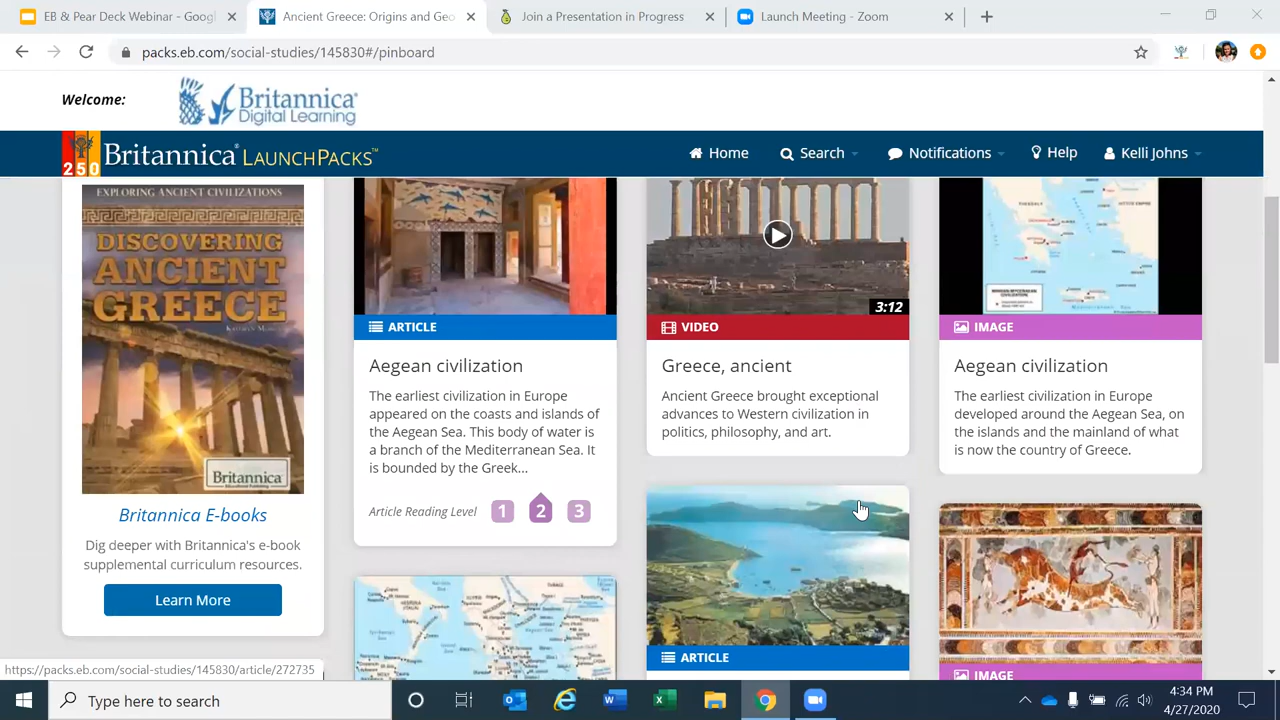 EB & Pear Deck Webinar - Googl
Ancient Greece: Origins and Geo
Join a Presentation in Progress
Launch Meeting - Zoom
packs.eb.com/social-studies/145830#/pinboard
Welcome:
Britannica
Digital Learning
250
Britannica LAUNCHPACKS™
Home
Search
Notifications
Help
Kelli Johns
EXPLORING ANCIENT CIVILIZATIONS
DISCOVERING
ANCIENT
GREECE
Britannica
Britannica E-books
Dig deeper with Britannica's e-book
supplemental curriculum resources.
Learn More
ARTICLE
Aegean civilization
The earliest civilization in Europe
appeared on the coasts and islands of
the Aegean Sea. This body of water is
a branch of the Mediterranean Sea. It
is bounded by the Greek...
Article Reading Level
1
2
3
3:12
VIDEO
Greece, ancient
Ancient Greece brought exceptional
advances to Western civilization in
politics, philosophy, and art.
ARTICLE
IMAGE
Aegean civilization
The earliest civilization in Europe
developed around the Aegean Sea, on
the islands and the mainland of what
is now the country of Greece.
IMAGE
https://packs.eb.com/social-studies/145830/article/272735
Type here to search
4:34 PM
4/27/2020